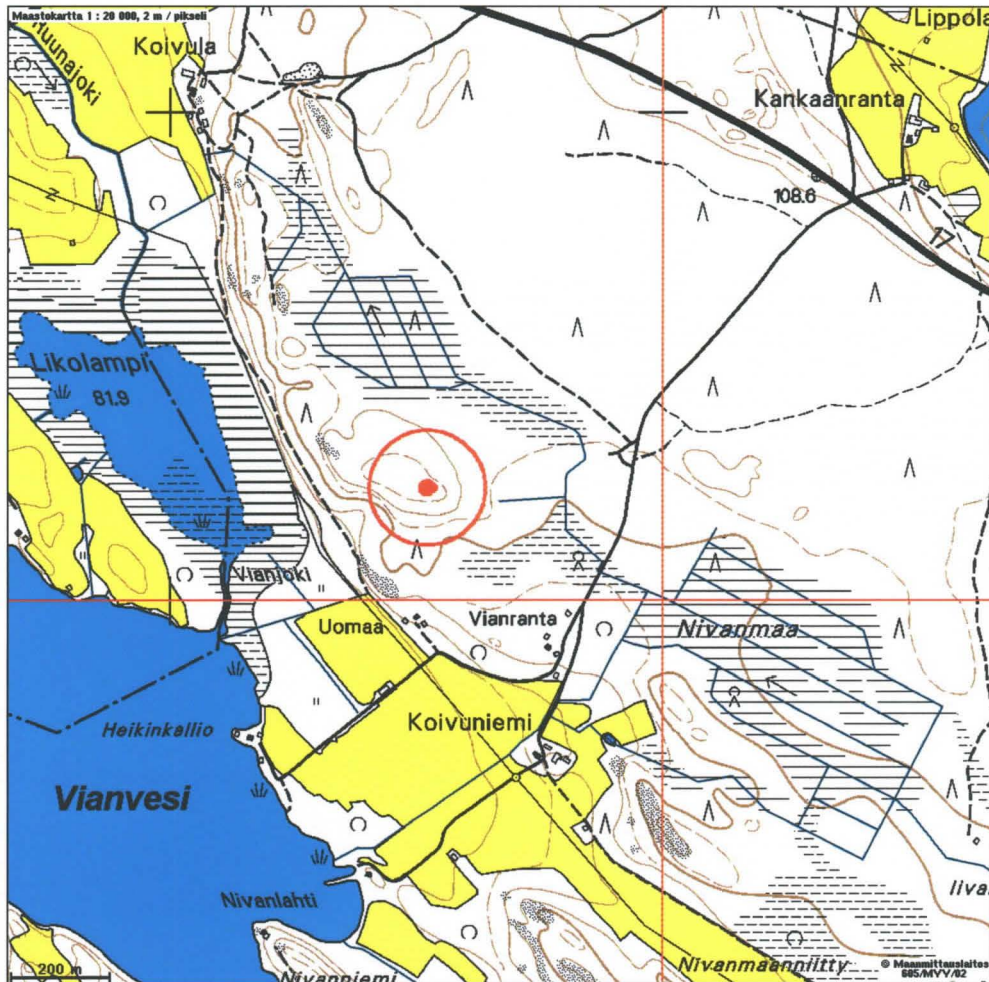 Maastokartta 1 : 20 000, 2 m / pikseli
Lippola
Koivula
Huunajoki
Kankaanranta
108.6
17
Likolampi
81.9
Vianjoki
Uomaa
Vianranta
Nivanmaa
Koivuniemi
Heikinkallio
Vianvesi
Nivanlahti
Iiva
200 m
Nivanniemi
Nivanmaanniitty
© Maanmittauslaitos
605/MYY/02